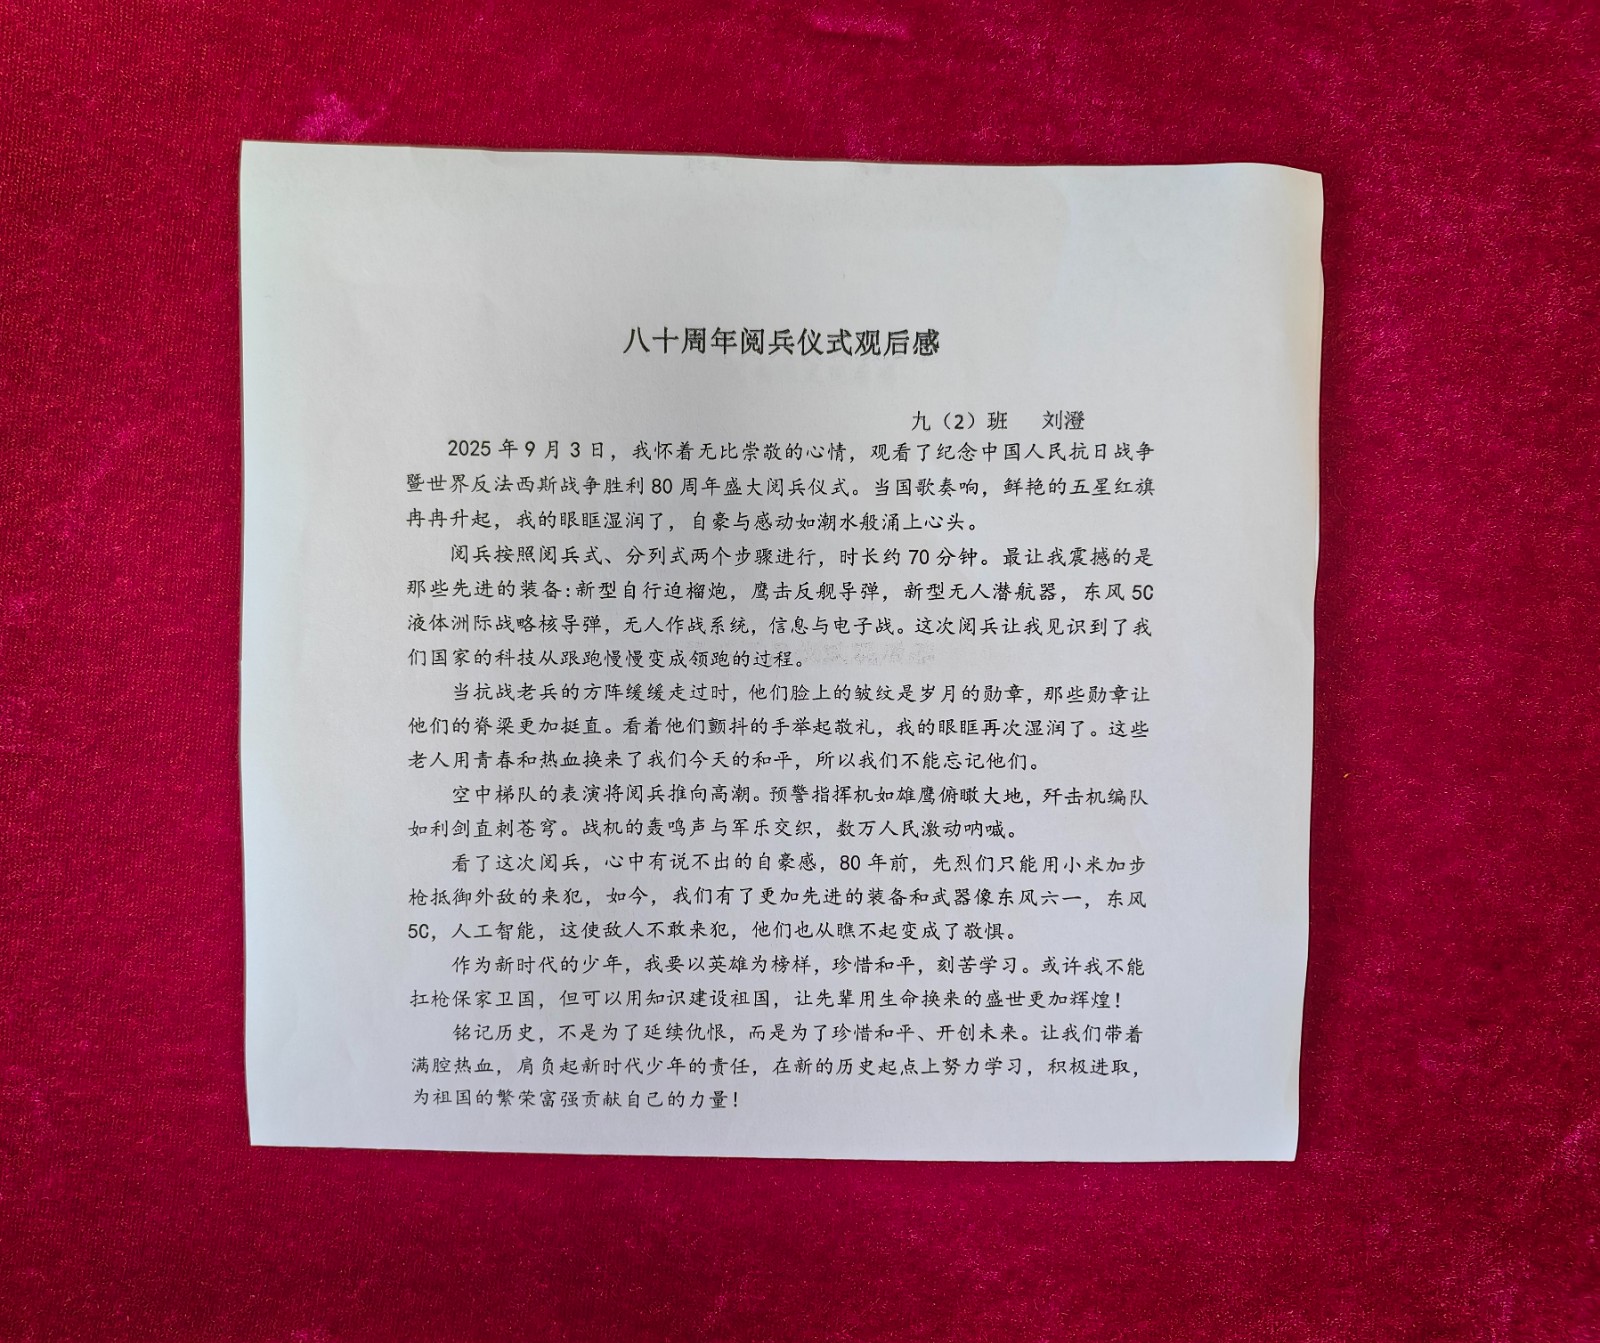 八十周年阅兵仪式观后感
九（2）班 刘澄
2025 年 9 月 3 日，我怀着无比崇敬的心情，观看了纪念中国人民抗日战争
暨世界反法西斯战争胜利 80 周年盛大阅兵仪式。当国歌奏响，鲜艳的五星红旗
冉冉升起，我的眼眶湿润了，自豪与感动如潮水般涌上心头。
阅兵按照阅兵式、分列式两个步骤进行，时长约 70 分钟。最让我震撼的是
那些先进的装备:新型自行迫榴炮，鹰击反舰导弹，新型无人潜航器，东风 5C
液体洲际战略核导弹，无人作战系统，信息与电子战。这次阅兵让我见识到了我
们国家的科技从跟跑慢慢变成领跑的过程。
当抗战老兵的方阵缓缓走过时，他们脸上的皱纹是岁月的勋章，那些勋章让
他们的脊梁更加挺直。看着他们颤抖的手举起敬礼，我的眼眶再次湿润了。这些
老人用青春和热血换来了我们今天的和平，所以我们不能忘记他们。
空中梯队的表演将阅兵推向高潮。预警指挥机如雄鹰俯瞰大地，歼击机编队
如利剑直刺苍穹。战机的轰鸣声与军乐交织，数万人民激动呐喊。
看了这次阅兵，心中有说不出的自豪感，80 年前，先烈们只能用小米加步
枪抵御外敌的来犯，如今，我们有了更加先进的装备和武器像东风六一，东风
5C，人工智能，这使敌人不敢来犯，他们也从瞧不起变成了敬惧。
作为新时代的少年，我要以英雄为榜样，珍惜和平，刻苦学习。或许我不能
扛枪保家卫国，但可以用知识建设祖国，让先辈用生命换来的盛世更加辉煌！
铭记历史，不是为了延续仇恨，而是为了珍惜和平、开创未来。让我们带着
满腔热血，肩负起新时代少年的责任，在新的历史起点上努力学习，积极进取，
为祖国的繁荣富强贡献自己的力量！